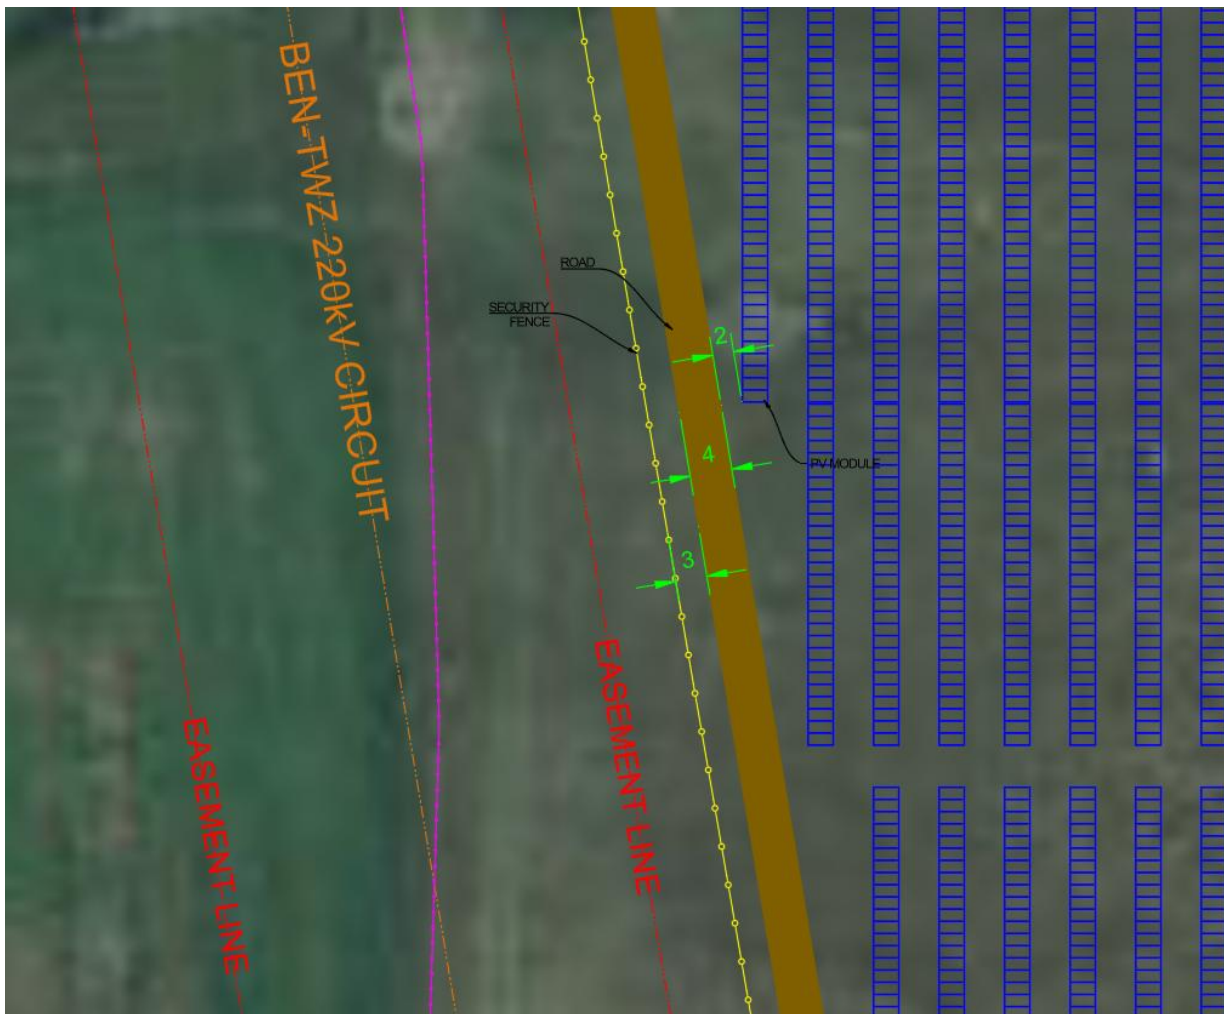 BEN-TWZ 220kV CIRCUIT
ROAD
SECURITY
FENCE
2
4
PV MODULE
3
EASEMENT LINE
EASEMENT LINE